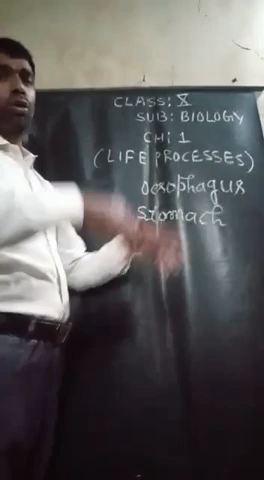 CLASS: X
SUB: BIOLOGY
CH: 1
(LIFE PROCESSES)
Oesophagus
Stomach